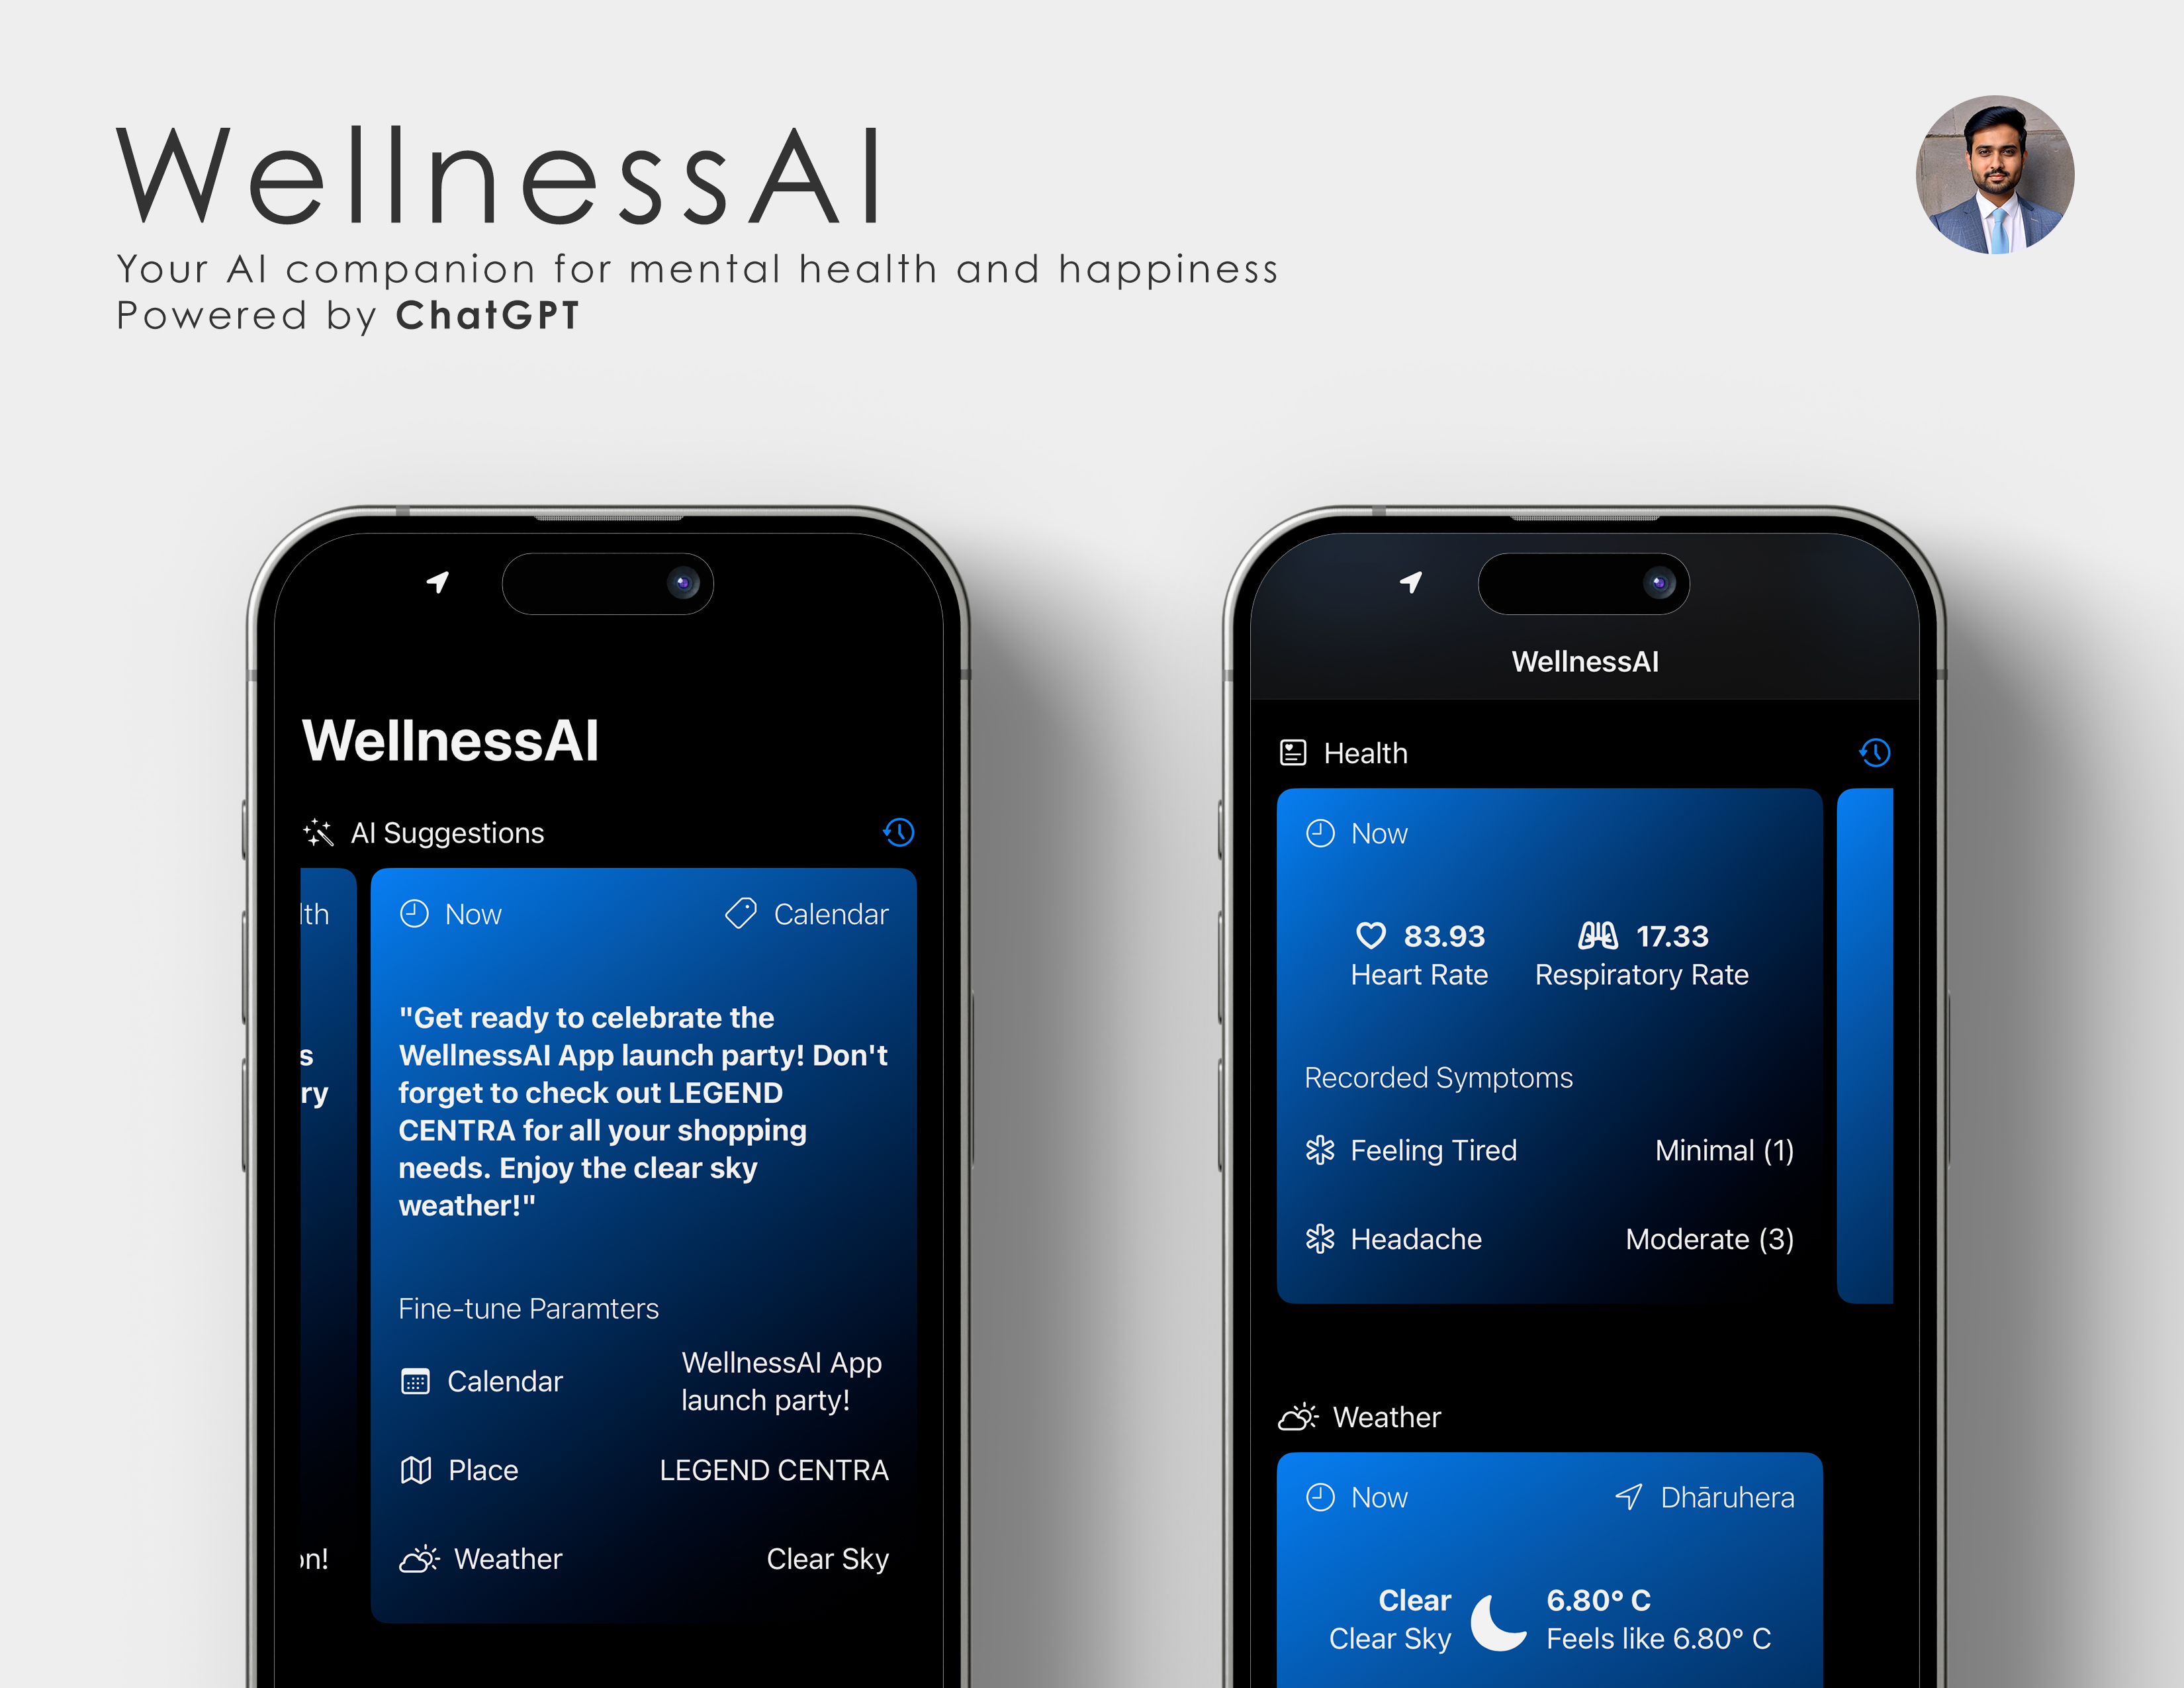 WellnessAI
Your AI companion for mental health and happiness
Powered by ChatGPT
WellnessAI
AI Suggestions
Now
Calendar
"Get ready to celebrate the
WellnessAI App launch party! Don't
forget to check out LEGEND
CENTRA for all your shopping
needs. Enjoy the clear sky
weather!"
Fine-tune Paramters
Calendar
WellnessAI App
launch party!
Place
LEGEND CENTRA
Weather
Clear Sky
WellnessAI
Health
Now
83.93
Heart Rate
17.33
Respiratory Rate
Recorded Symptoms
Feeling Tired
Minimal (1)
Headache
Moderate (3)
Weather
Now
Dhāruhera
Clear
Clear Sky
6.80° C
Feels like 6.80° C